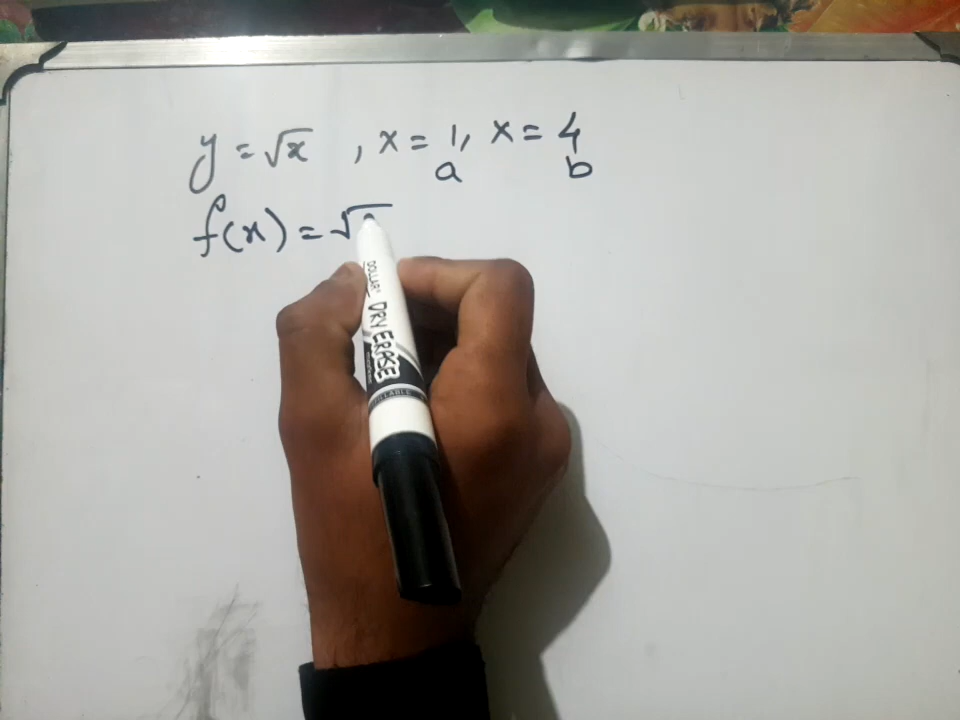 y = √x , x = 1, x = 4
a b
f(x) = √
DOLLAR DRY ERASE